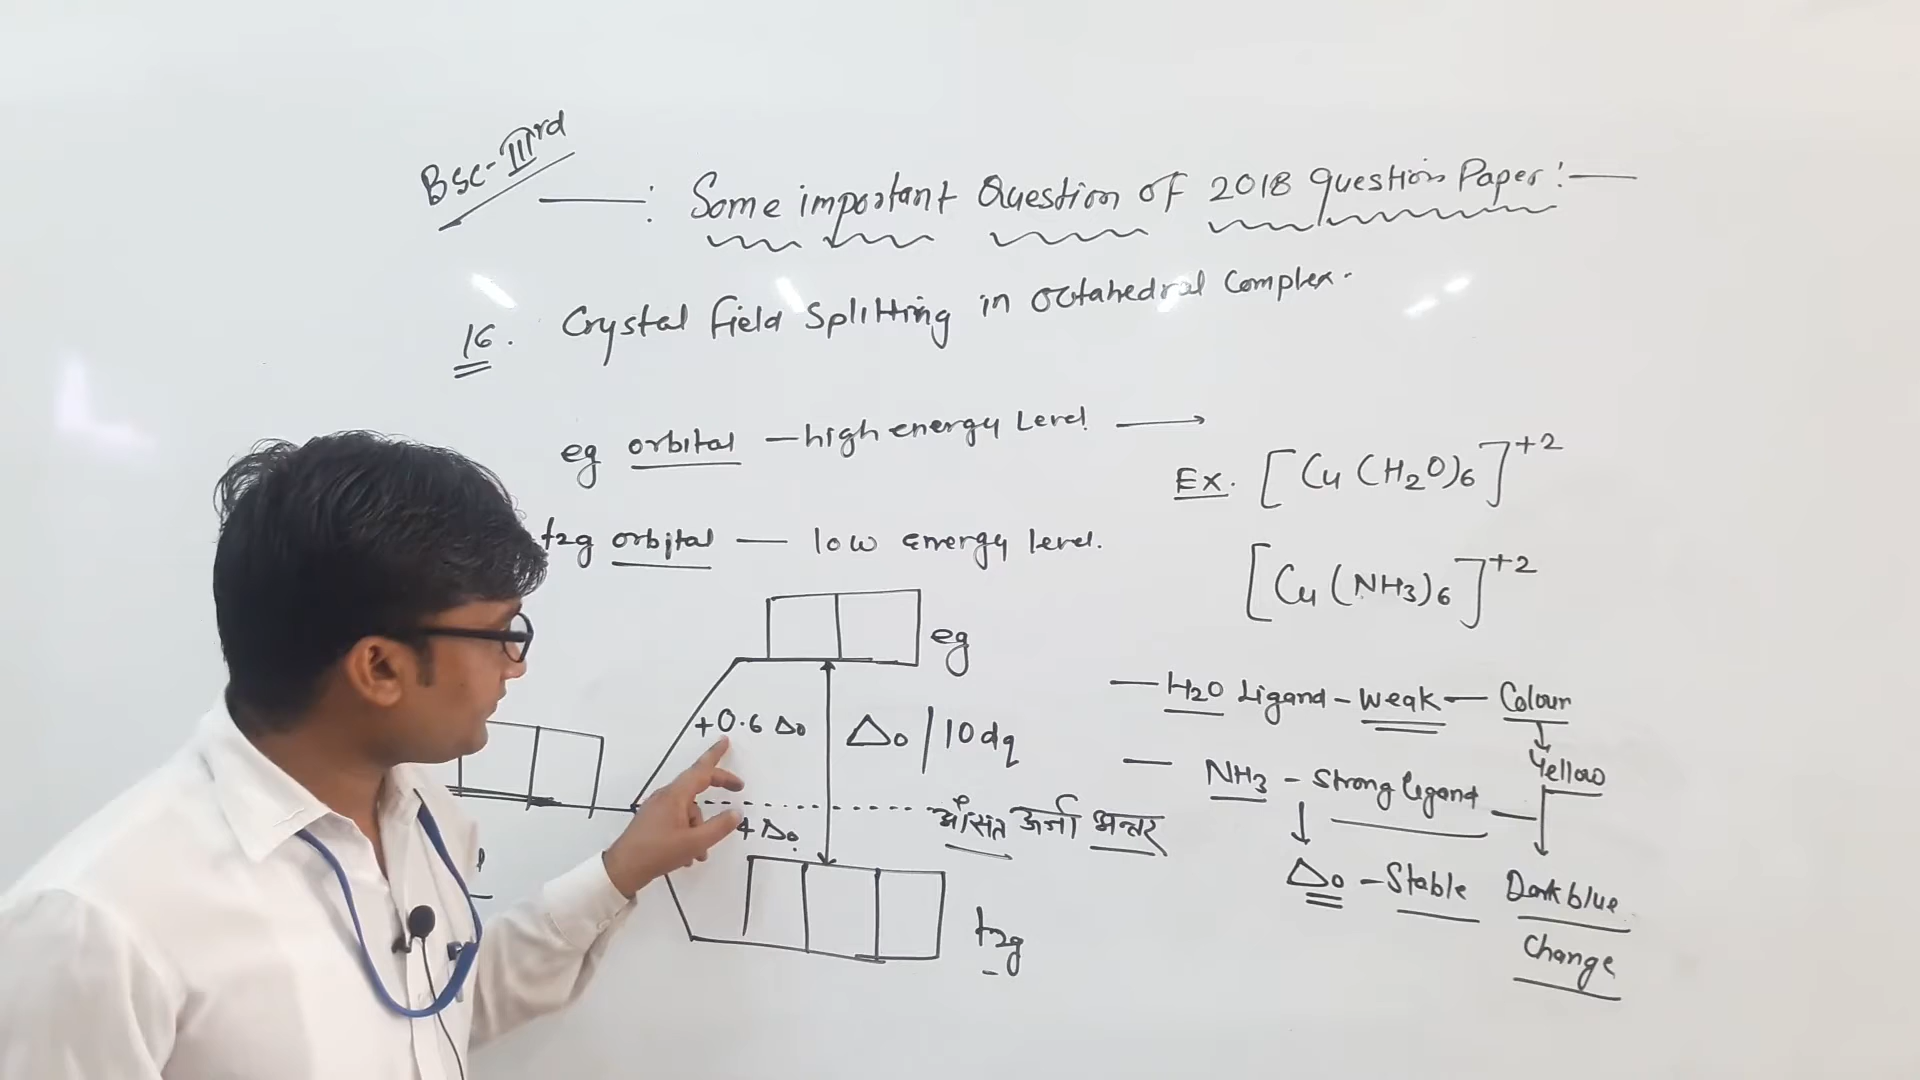 Bsc-IIIrd
Some important Question of 2018 question Paper:-
16. Crystal field splitting in octahedral complex.
eg orbital — high energy level →
t2g orbital — low energy level.
Ex. [Cu(H2O)6]+2
[Cu(NH3)6]+2
eg
+0.6 Δo
Δo / 10dq
4 Δo
औसत ऊर्जा अन्तर
t2g
— H2O ligand - weak — Colour
↓
Yellow
— NH3 - strong ligand —
↓
Δo - Stable
Dark blue
Change